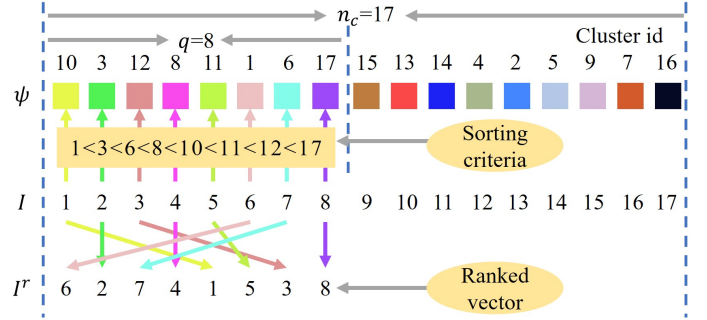 n_c=17
q=8
Cluster id
10 3 12 8 11 1 6 17 15 13 14 4 2 5 9 7 16
ψ
1<3<6<8<10<11<12<17
Sorting
criteria
I 1 2 3 4 5 6 7 8 9 10 11 12 13 14 15 16 17
I^r 6 2 7 4 1 5 3 8
Ranked
vector